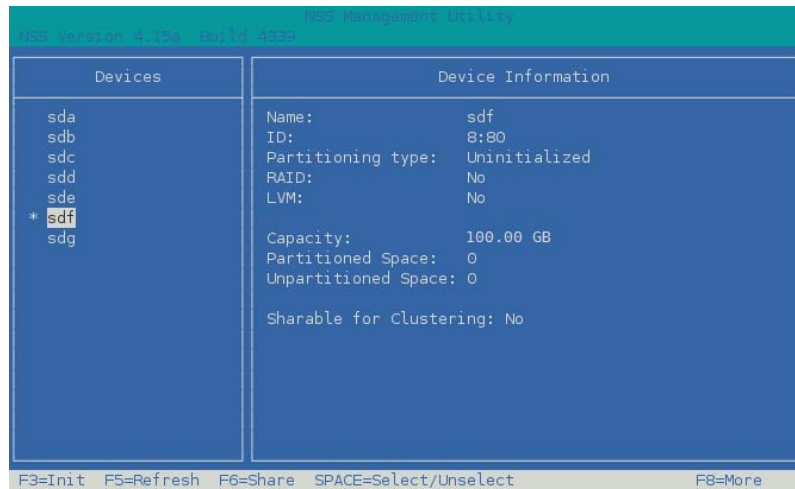 NSS Management Utility
NSS Version 4.15a Build 4339
Devices
sda
sdb
sdc
sdd
sde
* sdf
sdg
Device Information
Name: sdf
ID: 8:80
Partitioning type: Uninitialized
RAID: No
LVM: No
Capacity: 100.00 GB
Partitioned Space: 0
Unpartitioned Space: 0
Sharable for Clustering: No
F3=Init F5=Refresh F6=Share SPACE=Select/Unselect F8=More